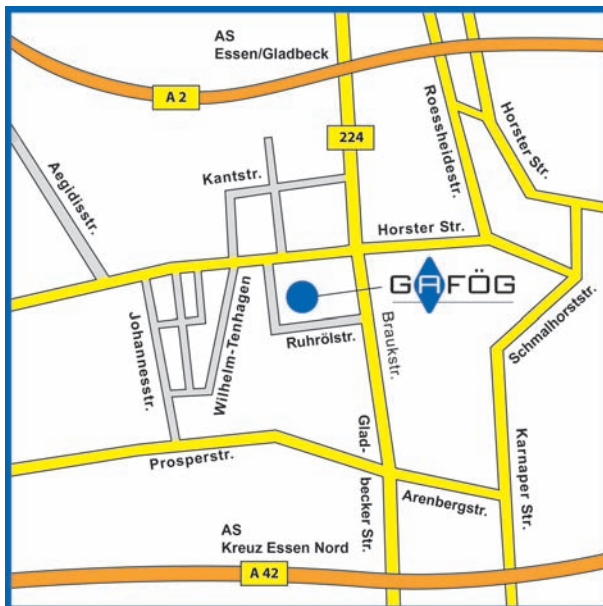 AS
Essen/Gladbeck
A 2
224
Roessheidestr.
Horster Str.
Aegidisstr.
Kantstr.
Horster Str.
GAFÖG
Schmalhorststr.
Johannesstr.
Wilhelm-Tenhagen
Ruhrölstr.
Braukstr.
Prosperstr.
Glad-
becker Str.
Arenbergstr.
Karnaper Str.
AS
Kreuz Essen Nord
A 42